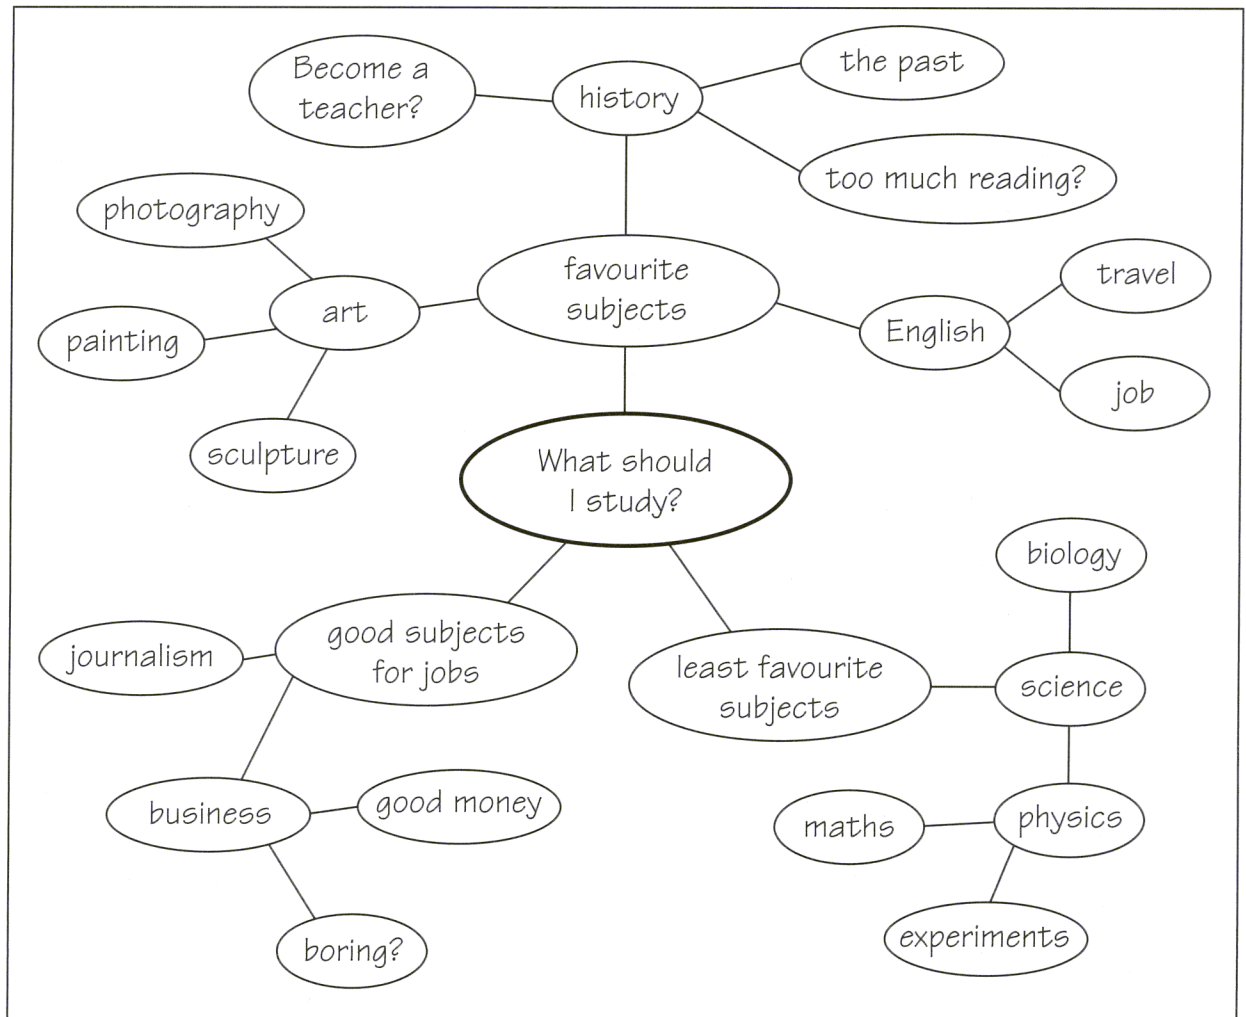 Become a
teacher?
history
the past
too much reading?
photography
favourite
subjects
travel
art
English
painting
job
sculpture
What should
I study?
biology
good subjects
for jobs
journalism
least favourite
subjects
science
business
good money
maths
physics
boring?
experiments